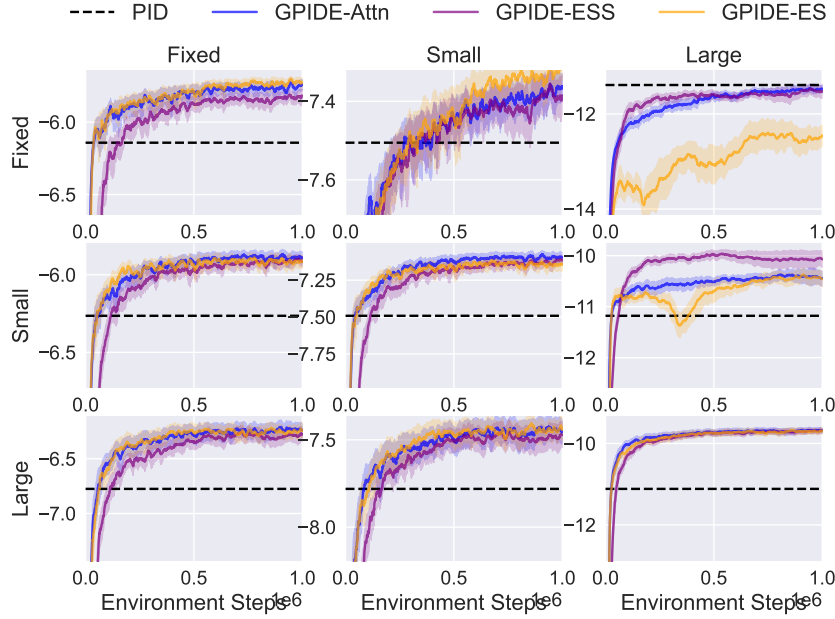 PID GPIDE-Attn GPIDE-ESS GPIDE-ES
Fixed Small Large
Fixed
−6.0
−6.5
0.0 0.5 1.0
−7.4
−7.6
0.0 0.5 1.0
−12
−14
0.0 0.5 1.0
Small
−6.0
−6.5
0.0 0.5 1.0
−7.25
−7.50
−7.75
0.0 0.5 1.0
−10
−11
−12
0.0 0.5 1.0
Large
−6.5
−7.0
0.0 0.5 1.0
Environment Steps 1e6
−7.5
−8.0
0.0 0.5 1.0
Environment Steps 1e6
−10
−12
0.0 0.5 1.0
Environment Steps 1e6